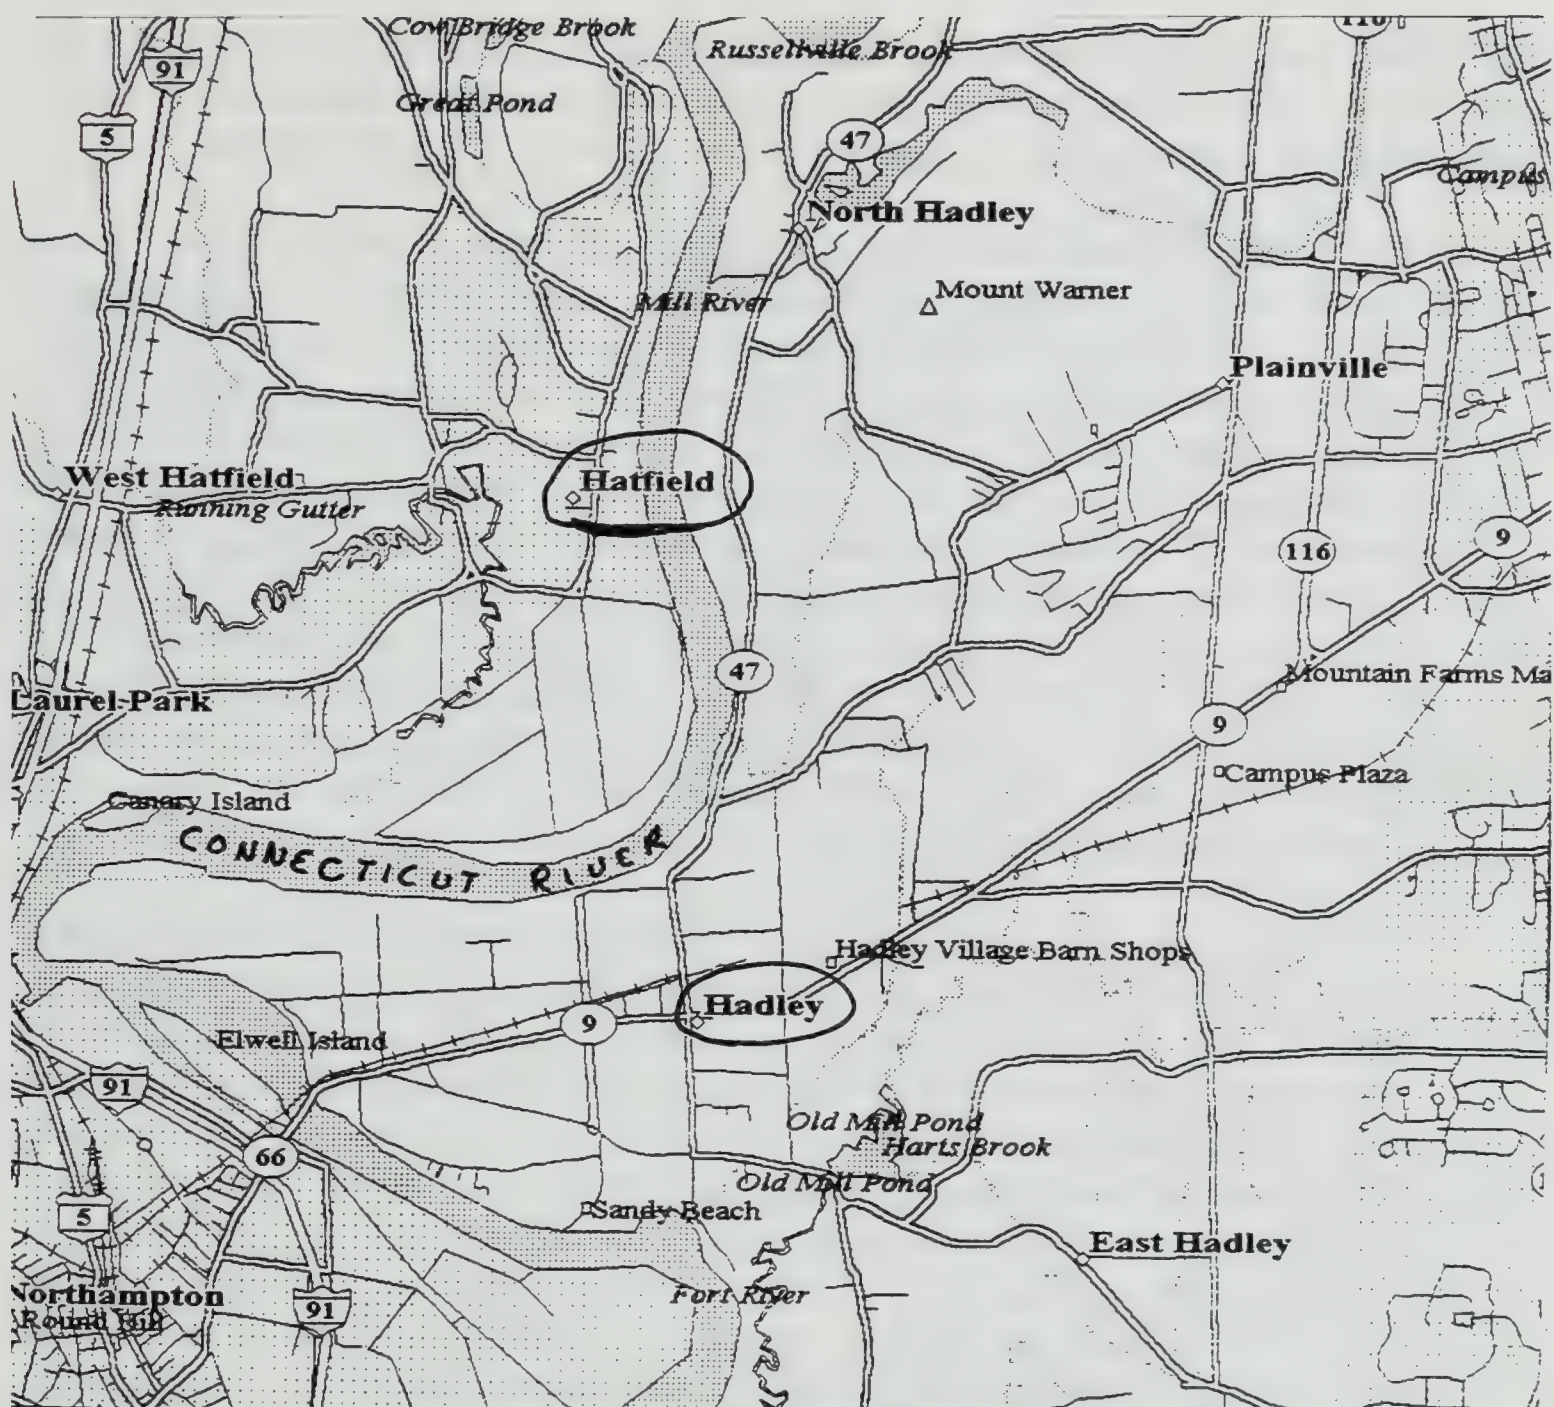 Cow Bridge Brook
Russellville Brook
116
91
Great Pond
5
47
Campus
North Hadley
Mount Warner
Mill River
Plainville
West Hatfield
Hatfield
Running Gutter
9
116
47
Mountain Farms Ma
Laurel Park
9
Campus Plaza
Canary Island
CONNECTICUT RIVER
Hadley Village Barn Shops
Hadley
9
Elwell Island
91
Old Mill Pond
Harts Brook
66
Old Mill Pond
Sandy Beach
5
East Hadley
Northampton
Fort River
91
Round Hill